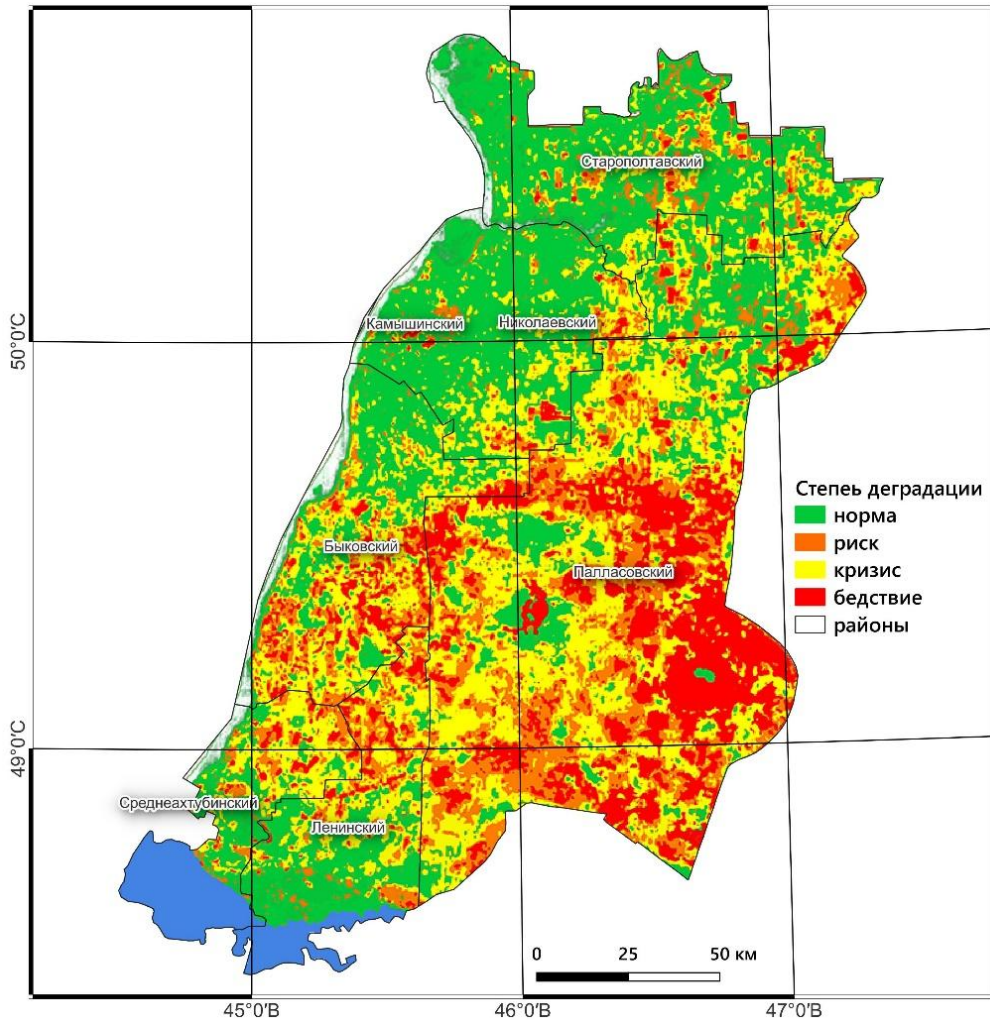 Старополтавский
Камышинский
Николаевский
50°0'С
Степеь деградации
норма
риск
кризис
бедствие
районы
Быковский
Палласовский
49°0'С
Среднеахтубинский
Ленинский
0 25 50 км
45°0'В 46°0'В 47°0'В